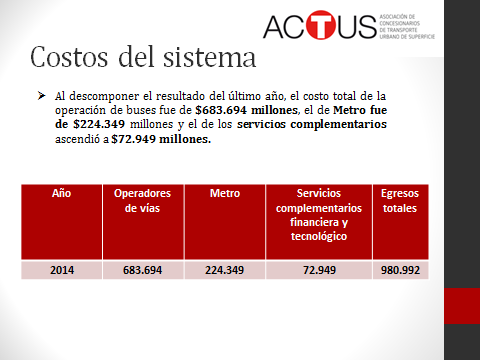 ACTUS
ASOCIACIÓN DE
CONCESIONARIOS
DE TRANSPORTE
URBANO DE SUPERFICIE
Costos del sistema
Al descomponer el resultado del último año, el costo total de la
operación de buses fue de $683.694 millones, el de Metro fue
de $224.349 millones y el de los servicios complementarios
ascendió a $72.949 millones.
Año
Operadores
de vías
Metro
Servicios
complementarios
financiera y
tecnológico
Egresos
totales
2014 683.694 224.349 72.949 980.992